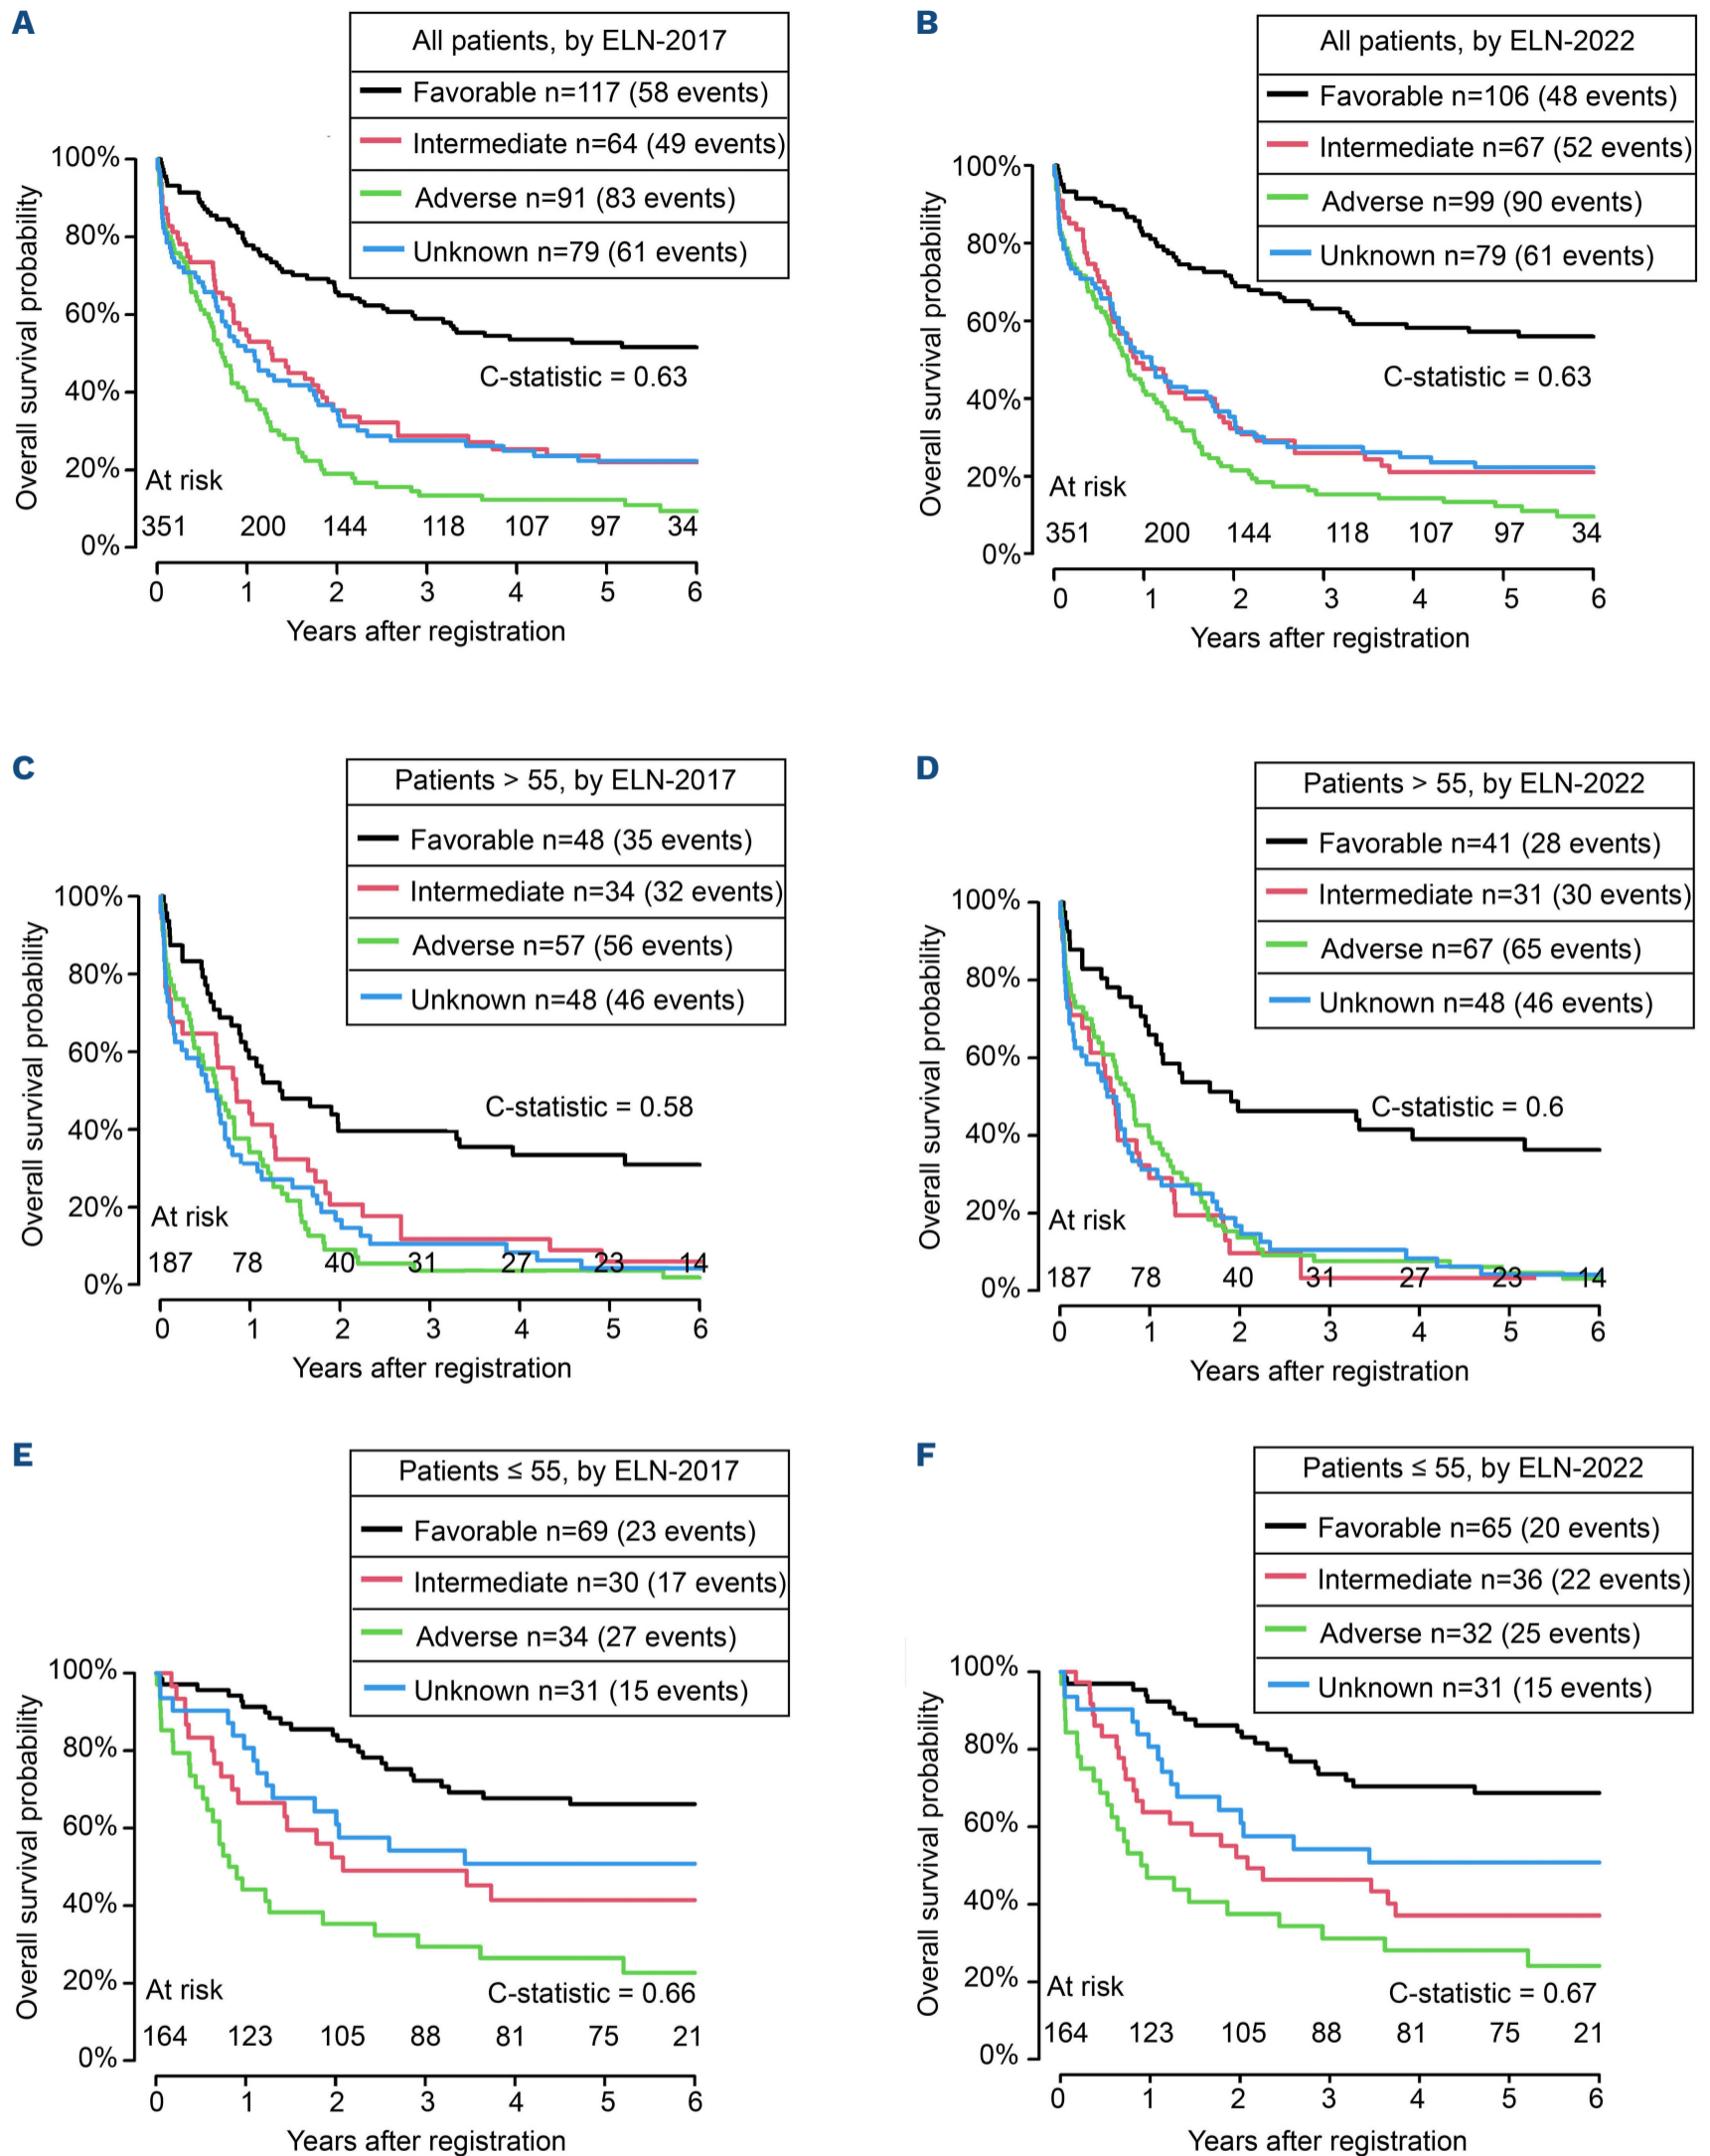 A
All patients, by ELN-2017
Favorable n=117 (58 events)
Intermediate n=64 (49 events)
Adverse n=91 (83 events)
Unknown n=79 (61 events)
100%
80%
60%
40%
20%
0%
Overall survival probability
C-statistic = 0.63
At risk
351 200 144 118 107 97 34
0 1 2 3 4 5 6
Years after registration
B
All patients, by ELN-2022
Favorable n=106 (48 events)
Intermediate n=67 (52 events)
Adverse n=99 (90 events)
Unknown n=79 (61 events)
100%
80%
60%
40%
20%
0%
Overall survival probability
C-statistic = 0.63
At risk
351 200 144 118 107 97 34
0 1 2 3 4 5 6
Years after registration
C
Patients > 55, by ELN-2017
Favorable n=48 (35 events)
Intermediate n=34 (32 events)
Adverse n=57 (56 events)
Unknown n=48 (46 events)
100%
80%
60%
40%
20%
0%
Overall survival probability
C-statistic = 0.58
At risk
187 78 40 31 27 23 14
0 1 2 3 4 5 6
Years after registration
D
Patients > 55, by ELN-2022
Favorable n=41 (28 events)
Intermediate n=31 (30 events)
Adverse n=67 (65 events)
Unknown n=48 (46 events)
100%
80%
60%
40%
20%
0%
Overall survival probability
C-statistic = 0.6
At risk
187 78 40 31 27 23 14
0 1 2 3 4 5 6
Years after registration
E
Patients ≤ 55, by ELN-2017
Favorable n=69 (23 events)
Intermediate n=30 (17 events)
Adverse n=34 (27 events)
Unknown n=31 (15 events)
100%
80%
60%
40%
20%
0%
Overall survival probability
C-statistic = 0.66
At risk
164 123 105 88 81 75 21
0 1 2 3 4 5 6
Years after registration
F
Patients ≤ 55, by ELN-2022
Favorable n=65 (20 events)
Intermediate n=36 (22 events)
Adverse n=32 (25 events)
Unknown n=31 (15 events)
100%
80%
60%
40%
20%
0%
Overall survival probability
C-statistic = 0.67
At risk
164 123 105 88 81 75 21
0 1 2 3 4 5 6
Years after registration